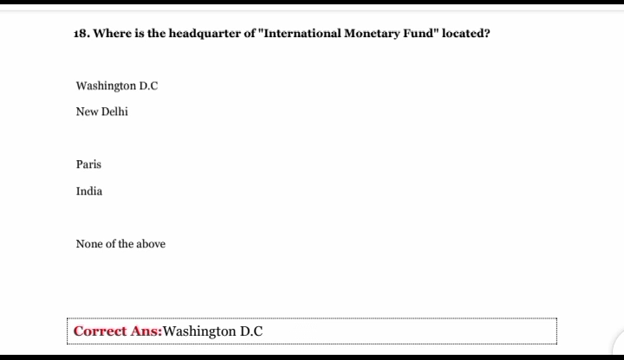 18. Where is the headquarter of "International Monetary Fund" located?
Washington D.C
New Delhi
Paris
India
None of the above
Correct Ans:Washington D.C